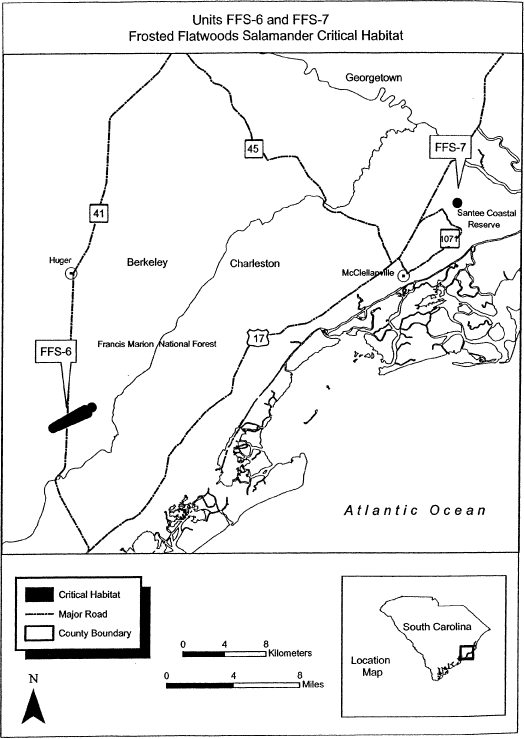 Units FFS-6 and FFS-7
Frosted Flatwoods Salamander Critical Habitat
Georgetown
45
FFS-7
41
Santee Coastal
Reserve
1071
Huger
Berkeley
Charleston
McClellanville
17
Francis Marion National Forest
FFS-6
Atlantic Ocean
Critical Habitat
Major Road
County Boundary
N
0 4 8
Kilometers
0 4 8
Miles
South Carolina
Location
Map